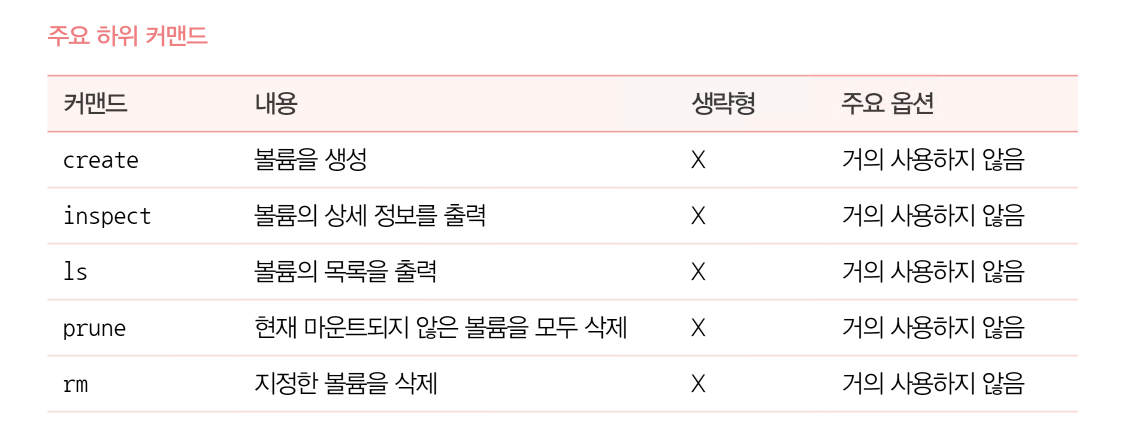 주요 하위 커맨드
커맨드 내용 생략형 주요 옵션
create 볼륨을 생성 X 거의 사용하지 않음
inspect 볼륨의 상세 정보를 출력 X 거의 사용하지 않음
ls 볼륨의 목록을 출력 X 거의 사용하지 않음
prune 현재 마운트되지 않은 볼륨을 모두 삭제 X 거의 사용하지 않음
rm 지정한 볼륨을 삭제 X 거의 사용하지 않음